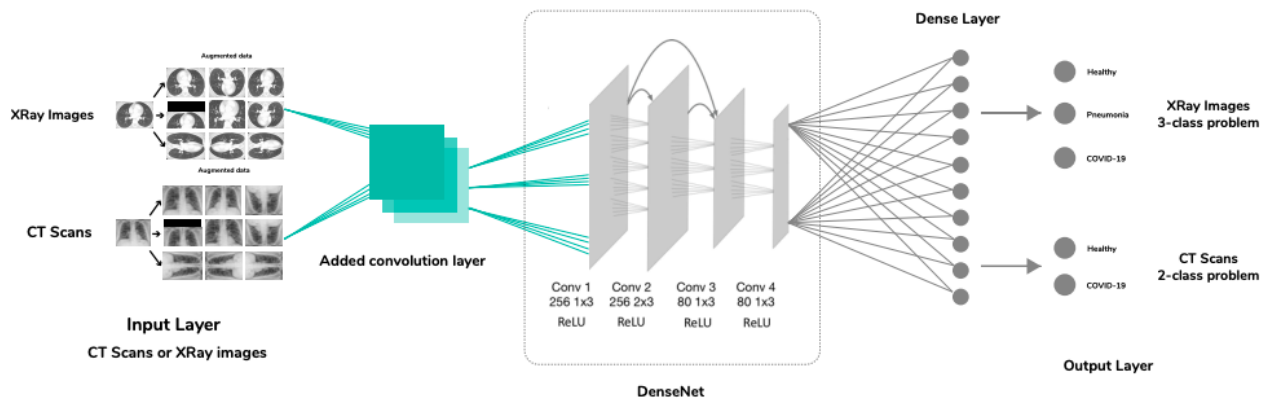 Augmented data
XRay Images
Augmented data
CT Scans
Input Layer
CT Scans or XRay images
Added convolution layer
Conv 1 Conv 2 Conv 3 Conv 4
256 1x3 256 2x3 80 1x3 80 1x3
ReLU ReLU ReLU ReLU
DenseNet
Dense Layer
Healthy
Pneumonia
COVID-19
XRay Images
3-class problem
Healthy
COVID-19
CT Scans
2-class problem
Output Layer